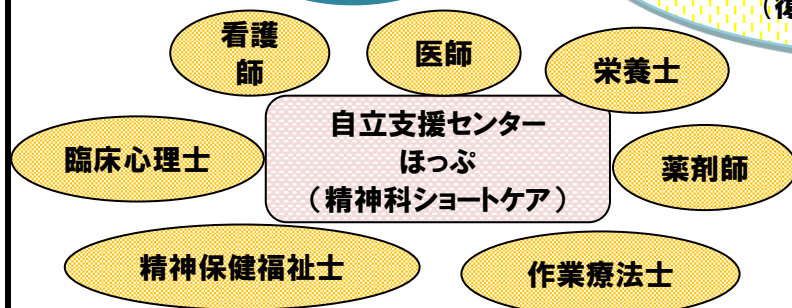 (復
看護
師
医師
栄養士
自立支援センター
ほっぷ
（精神科ショートケア）
臨床心理士
薬剤師
精神保健福祉士
作業療法士